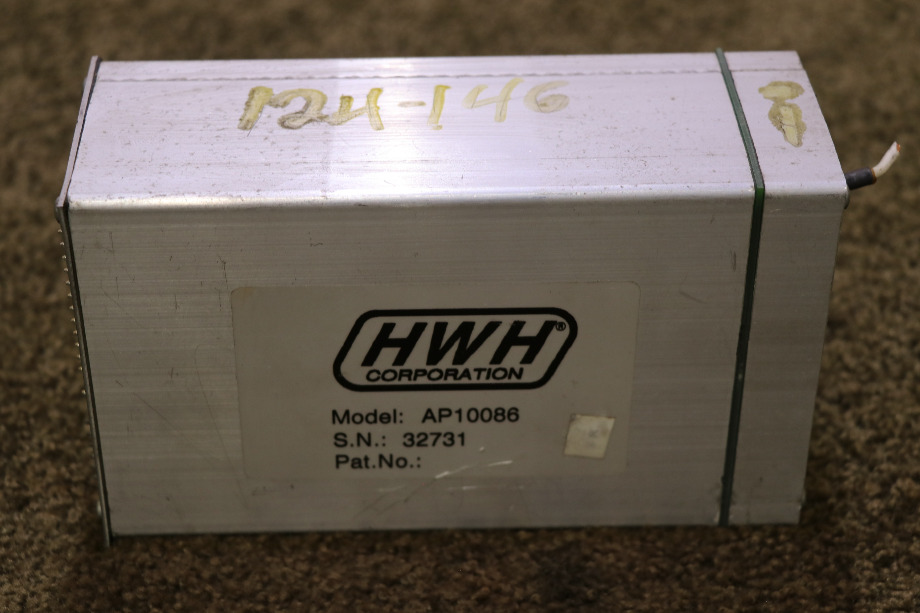 124-146
HWH®
CORPORATION
Model: AP10086
S.N.: 32731
Pat.No.: